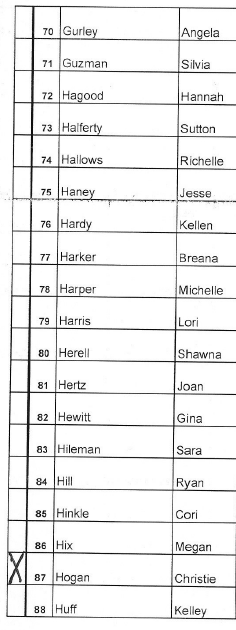 70 Gurley Angela
71 Guzman Silvia
72 Hagood Hannah
73 Halferty Sutton
74 Hallows Richelle
75 Haney Jesse
76 Hardy Kellen
77 Harker Breana
78 Harper Michelle
79 Harris Lori
80 Herell Shawna
81 Hertz Joan
82 Hewitt Gina
83 Hileman Sara
84 Hill Ryan
85 Hinkle Cori
86 Hix Megan
X 87 Hogan Christie
88 Huff Kelley